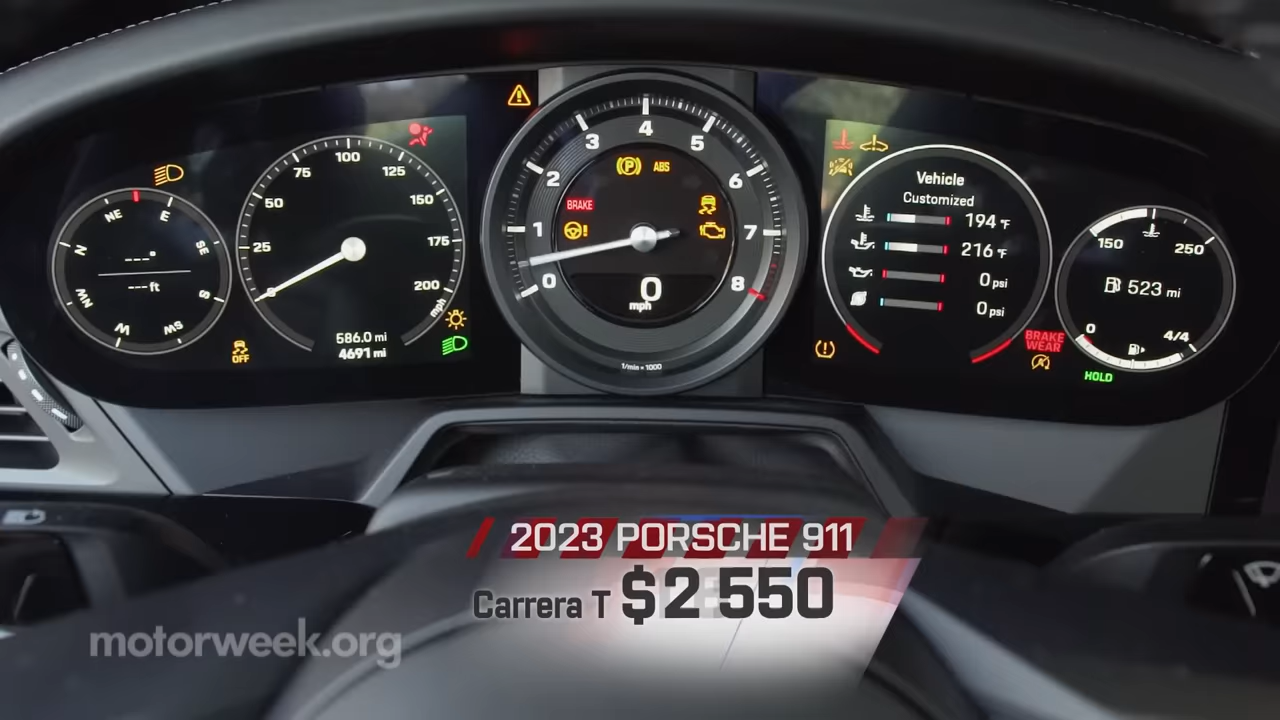 3
4
5
2
6
1
7
0
8
P
ABS
BRAKE
!
0
mph
1/min × 1000
75
100
125
50
150
25
175
0
200
mph
586.0 mi
4691 mi
OFF
N
NE
E
SE
S
SW
W
NW
---°
---ft
Vehicle
Customized
194 °F
216 °F
0 psi
0 psi
BRAKE
WEAR
HOLD
150
250
523 mi
0
4/4
2023 PORSCHE 911
Carrera T $2 550
motorweek.org